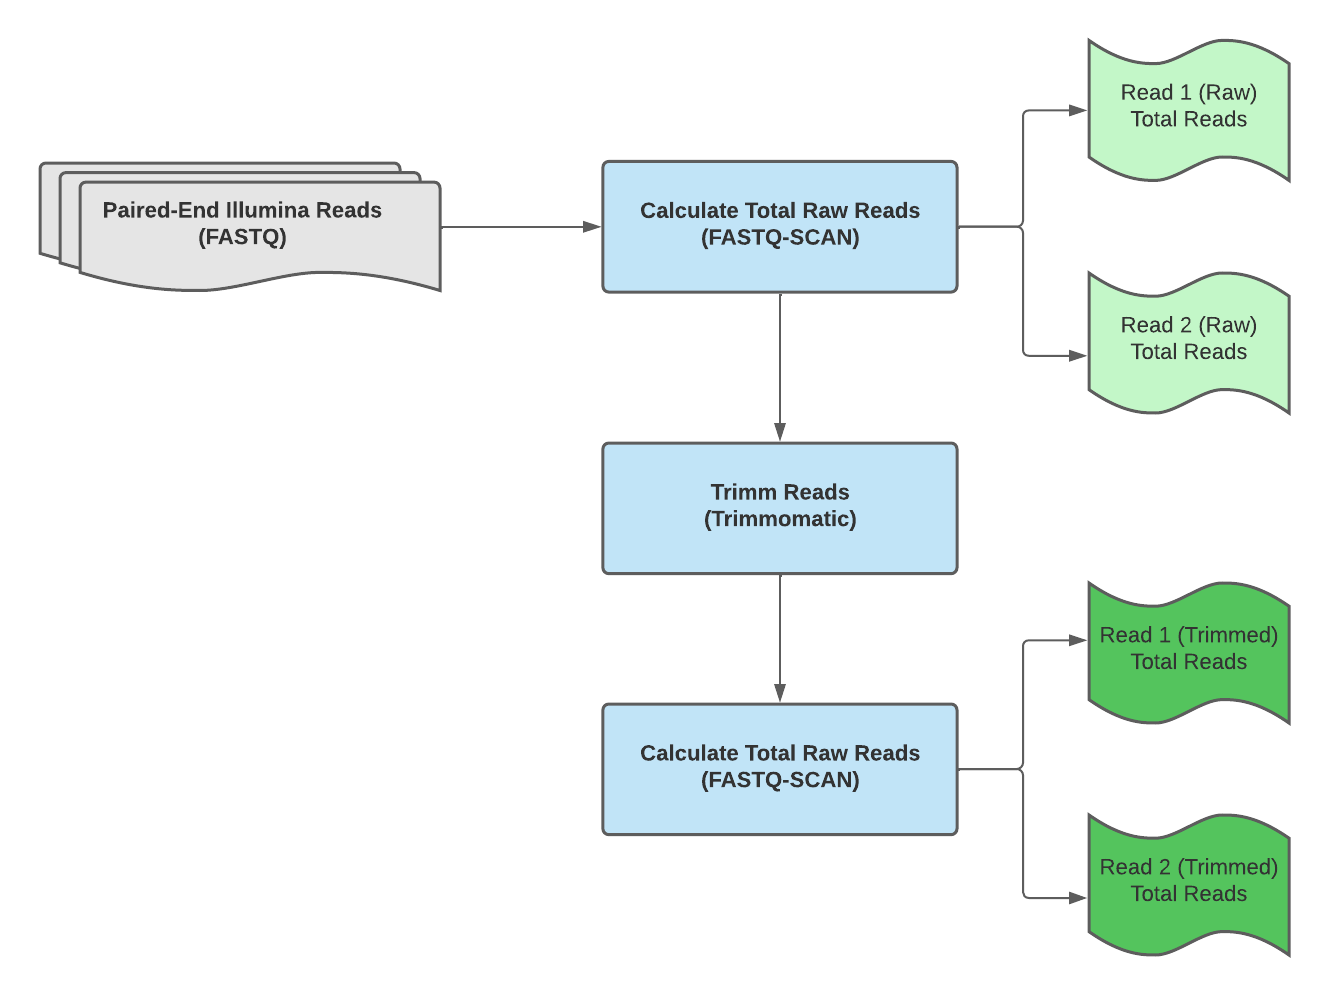 Paired-End Illumina Reads
(FASTQ)
Calculate Total Raw Reads
(FASTQ-SCAN)
Read 1 (Raw)
Total Reads
Read 2 (Raw)
Total Reads
Trimm Reads
(Trimmomatic)
Calculate Total Raw Reads
(FASTQ-SCAN)
Read 1 (Trimmed)
Total Reads
Read 2 (Trimmed)
Total Reads